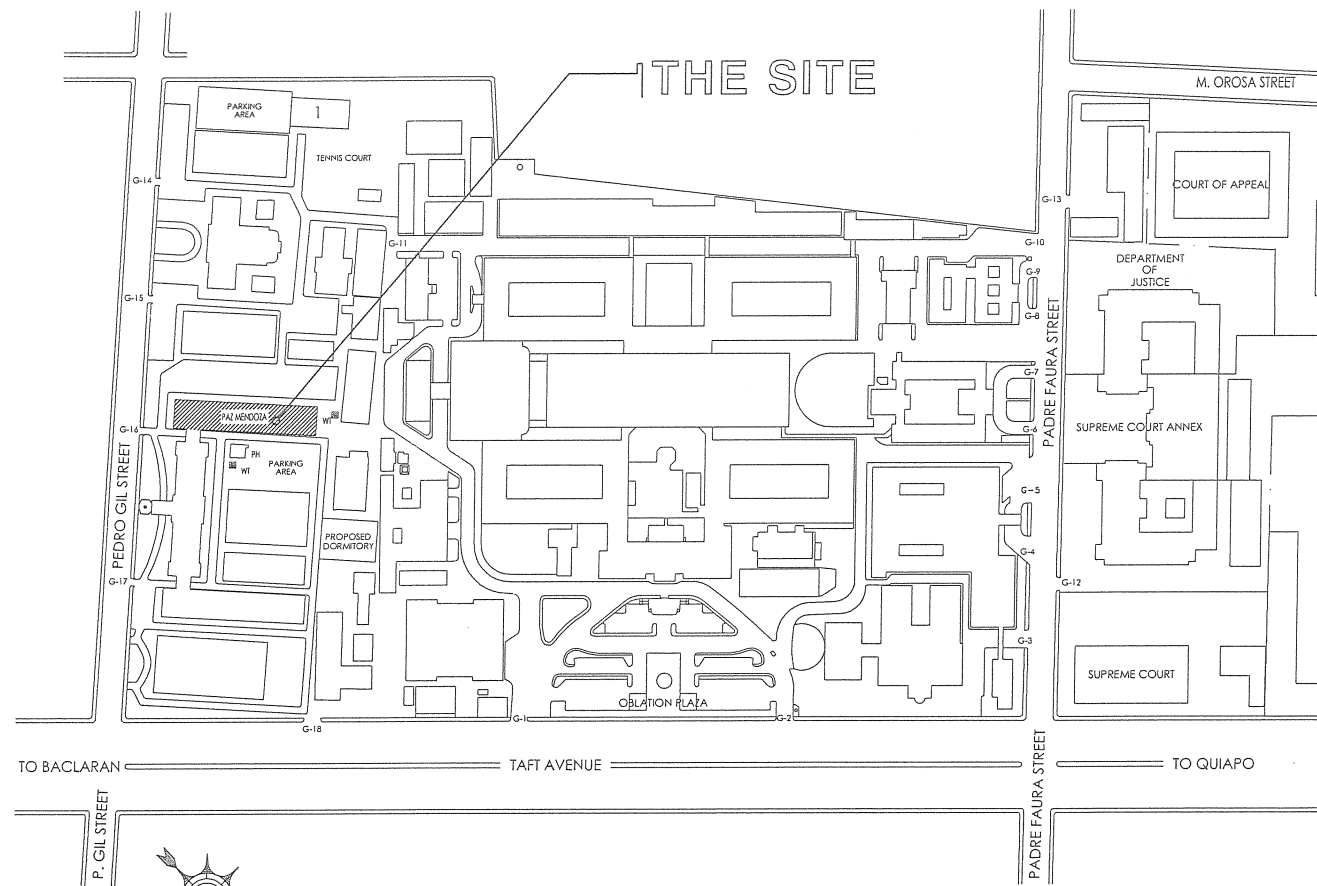 THE SITE
M. OROSA STREET
PARKING
AREA
1
TENNIS COURT
G-14
COURT OF APPEAL
G-13
G-11
G-10
DEPARTMENT
OF
JUSTICE
G-9
G-15
G-8
PADRE FAURA STREET
G-7
PAZ MENDOZA
WT
G-16
G-6
SUPREME COURT ANNEX
PEDRO GIL STREET
PH
WT
PARKING
AREA
G-5
PROPOSED
DORMITORY
G-4
G-17
G-12
G-3
SUPREME COURT
OBLATION PLAZA
G-1
G-2
G-18
TO BACLARAN
TAFT AVENUE
TO QUIAPO
P. GIL STREET
PADRE FAURA STREET